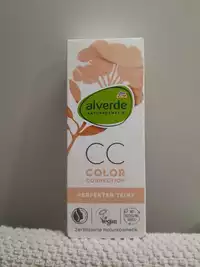 alverde
NATURKOSMETIK
CC
COLOR
CORRECTION
PERFEKTER TEINT
Vegan
Zertifizierte Naturkosmetik